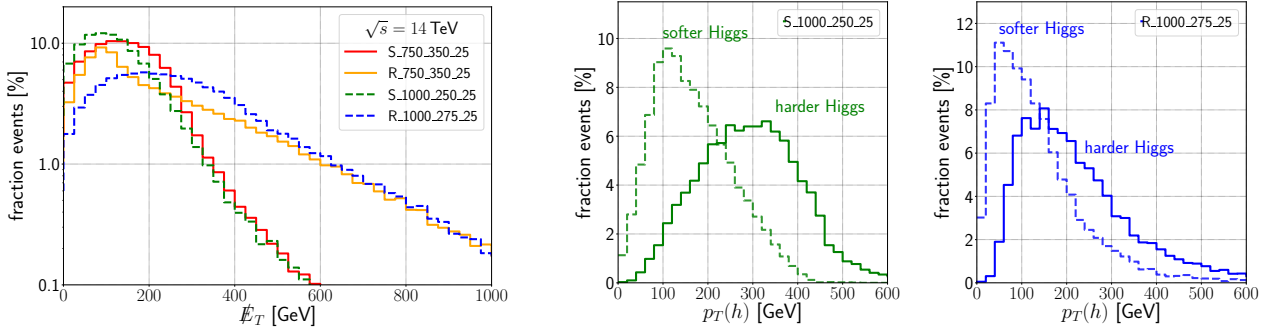 √s = 14 TeV
S_750_350_25
R_750_350_25
S_1000_250_25
R_1000_275_25
fraction events [%]
10.0
1.0
0.1
0 200 400 600 800 1000
E̸_T [GeV]
S_1000_250_25
softer Higgs
harder Higgs
fraction events [%]
10
8
6
4
2
0
0 100 200 300 400 500 600
p_T(h) [GeV]
R_1000_275_25
softer Higgs
harder Higgs
fraction events [%]
12
10
8
6
4
2
0
0 100 200 300 400 500 600
p_T(h) [GeV]